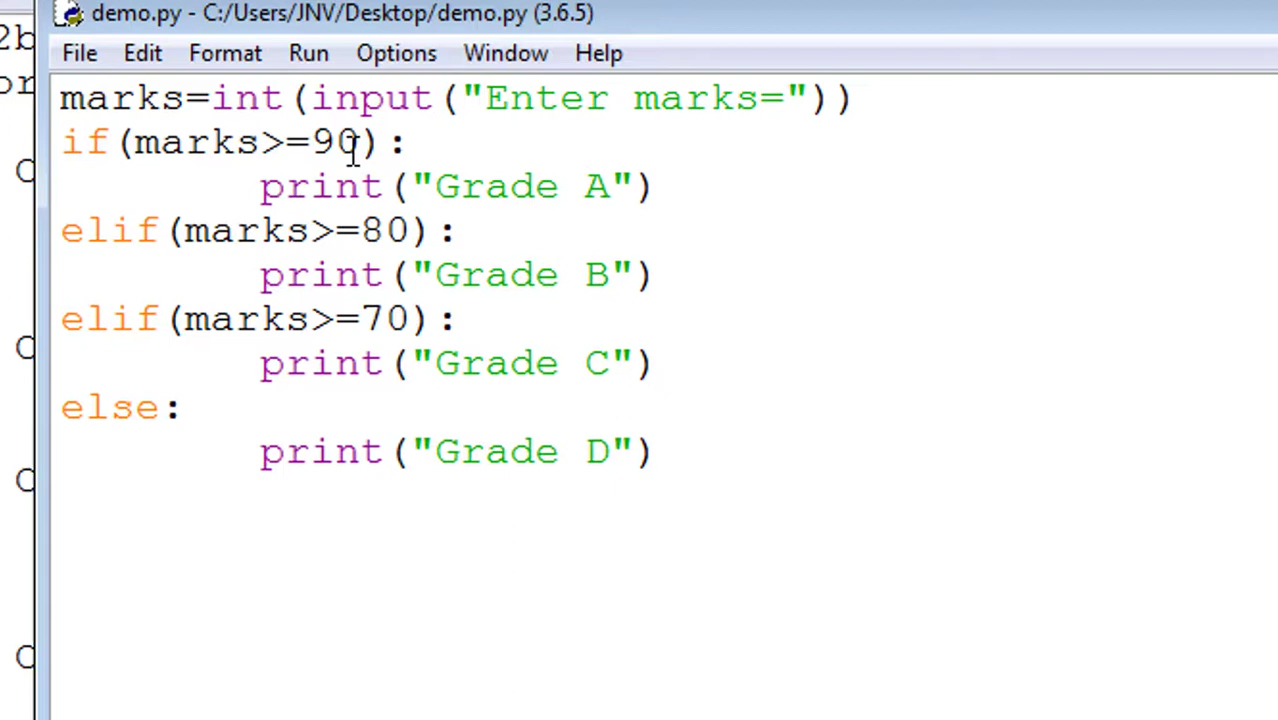 demo.py - C:/Users/JNV/Desktop/demo.py (3.6.5)
File Edit Format Run Options Window Help
marks=int(input("Enter marks="))
if(marks>=90):
        print("Grade A")
elif(marks>=80):
        print("Grade B")
elif(marks>=70):
        print("Grade C")
else:
        print("Grade D")